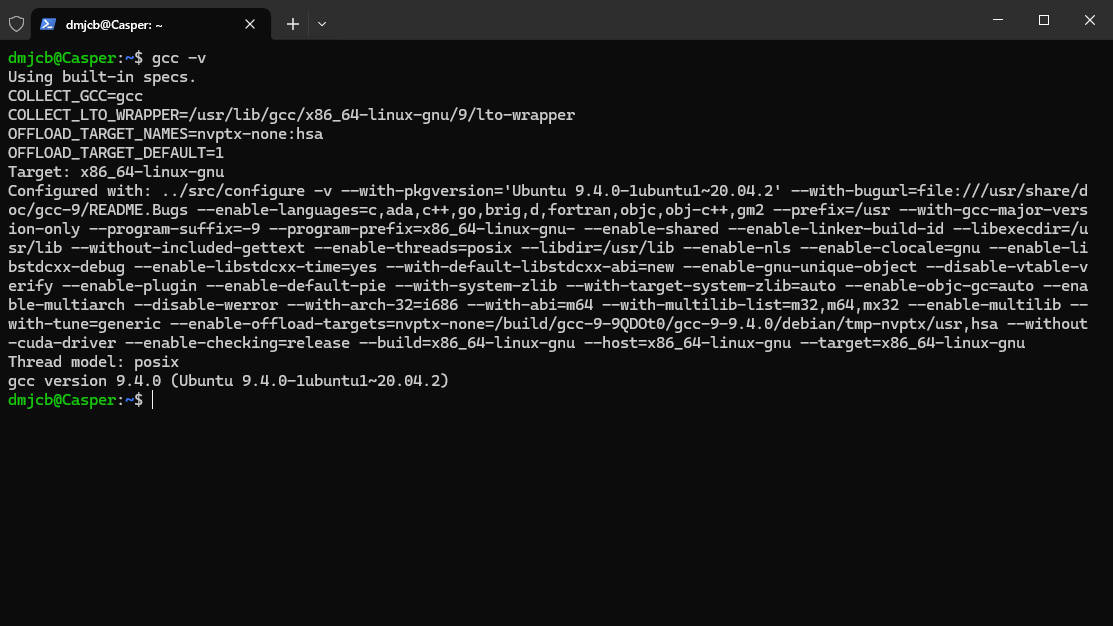 dmjcb@Casper: ~
dmjcb@Casper:~$ gcc -v
Using built-in specs.
COLLECT_GCC=gcc
COLLECT_LTO_WRAPPER=/usr/lib/gcc/x86_64-linux-gnu/9/lto-wrapper
OFFLOAD_TARGET_NAMES=nvptx-none:hsa
OFFLOAD_TARGET_DEFAULT=1
Target: x86_64-linux-gnu
Configured with: ../src/configure -v --with-pkgversion='Ubuntu 9.4.0-1ubuntu1~20.04.2' --with-bugurl=file:///usr/share/d
oc/gcc-9/README.Bugs --enable-languages=c,ada,c++,go,brig,d,fortran,objc,obj-c++,gm2 --prefix=/usr --with-gcc-major-vers
ion-only --program-suffix=-9 --program-prefix=x86_64-linux-gnu- --enable-shared --enable-linker-build-id --libexecdir=/u
sr/lib --without-included-gettext --enable-threads=posix --libdir=/usr/lib --enable-nls --enable-clocale=gnu --enable-li
bstdcxx-debug --enable-libstdcxx-time=yes --with-default-libstdcxx-abi=new --enable-gnu-unique-object --disable-vtable-v
erify --enable-plugin --enable-default-pie --with-system-zlib --with-target-system-zlib=auto --enable-objc-gc=auto --ena
ble-multiarch --disable-werror --with-arch-32=i686 --with-abi=m64 --with-multilib-list=m32,m64,mx32 --enable-multilib --
with-tune=generic --enable-offload-targets=nvptx-none=/build/gcc-9-9QDOt0/gcc-9-9.4.0/debian/tmp-nvptx/usr,hsa --without
-cuda-driver --enable-checking=release --build=x86_64-linux-gnu --host=x86_64-linux-gnu --target=x86_64-linux-gnu
Thread model: posix
gcc version 9.4.0 (Ubuntu 9.4.0-1ubuntu1~20.04.2)
dmjcb@Casper:~$